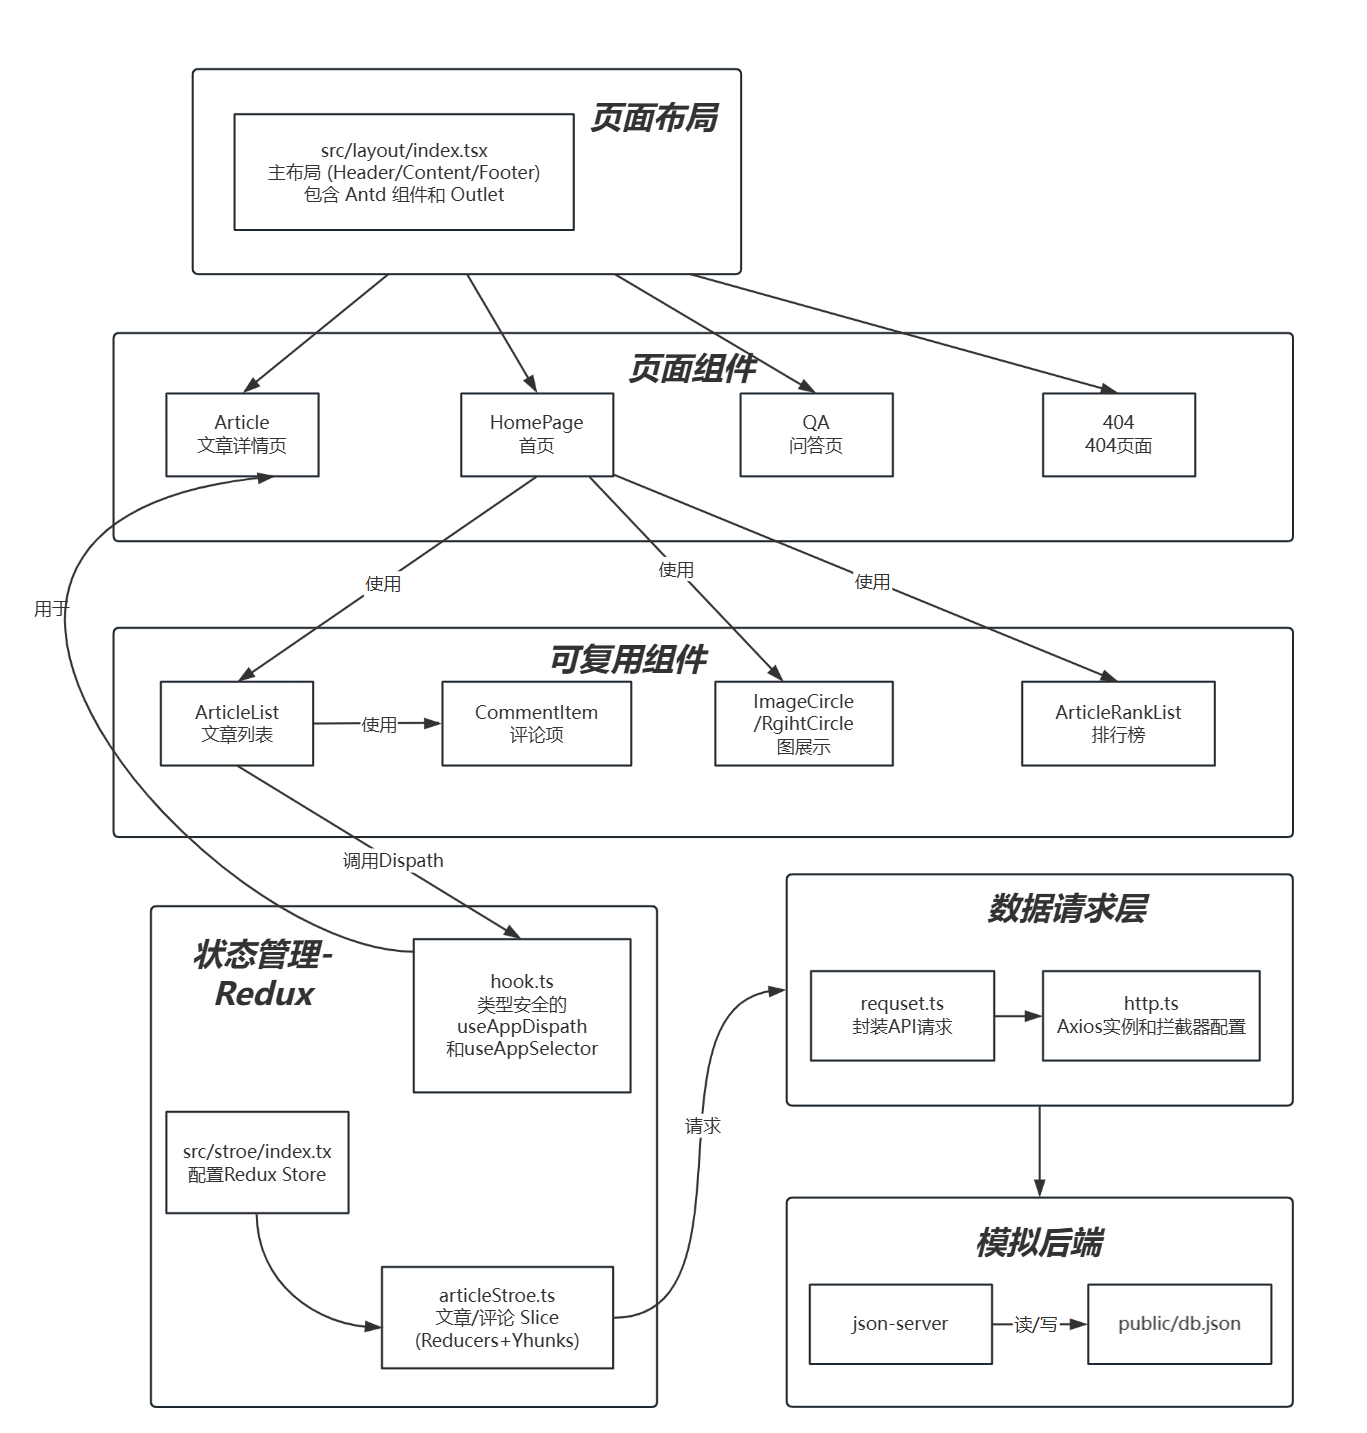 页面布局
src/layout/index.tsx
主布局 (Header/Content/Footer)
包含 Antd 组件和 Outlet
页面组件
Article
文章详情页
HomePage
首页
QA
问答页
404
404页面
使用
使用
使用
用于
可复用组件
ArticleList
文章列表
使用
CommentItem
评论项
ImageCircle
/RgihtCircle
图展示
ArticleRankList
排行榜
调用Dispath
状态管理-
Redux
hook.ts
类型安全的
useAppDispath
和useAppSelector
src/stroe/index.tx
配置Redux Store
articleStroe.ts
文章/评论 Slice
(Reducers+Yhunks)
请求
数据请求层
requset.ts
封装API请求
http.ts
Axios实例和拦截器配置
模拟后端
json-server
读/写
public/db.json